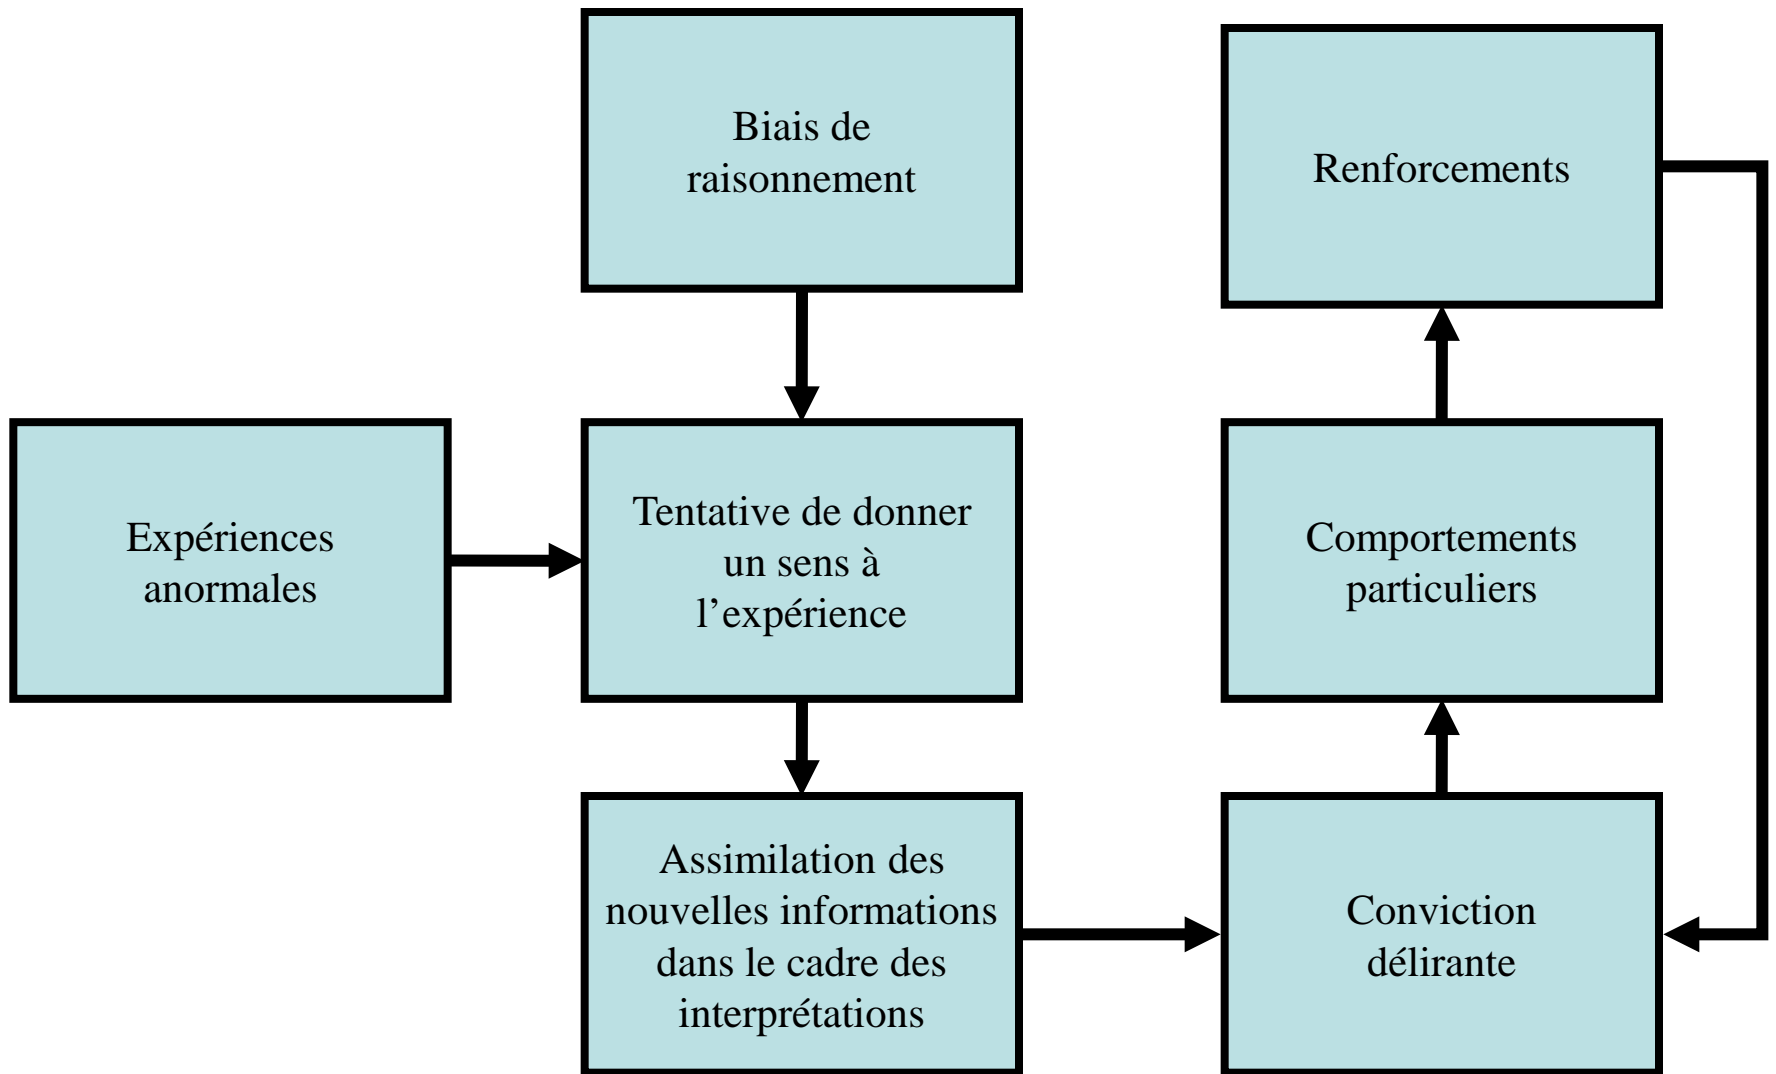 Biais de
raisonnement
Renforcements
Expériences
anormales
Tentative de donner
un sens à
l’expérience
Comportements
particuliers
Assimilation des
nouvelles informations
dans le cadre des
interprétations
Conviction
délirante